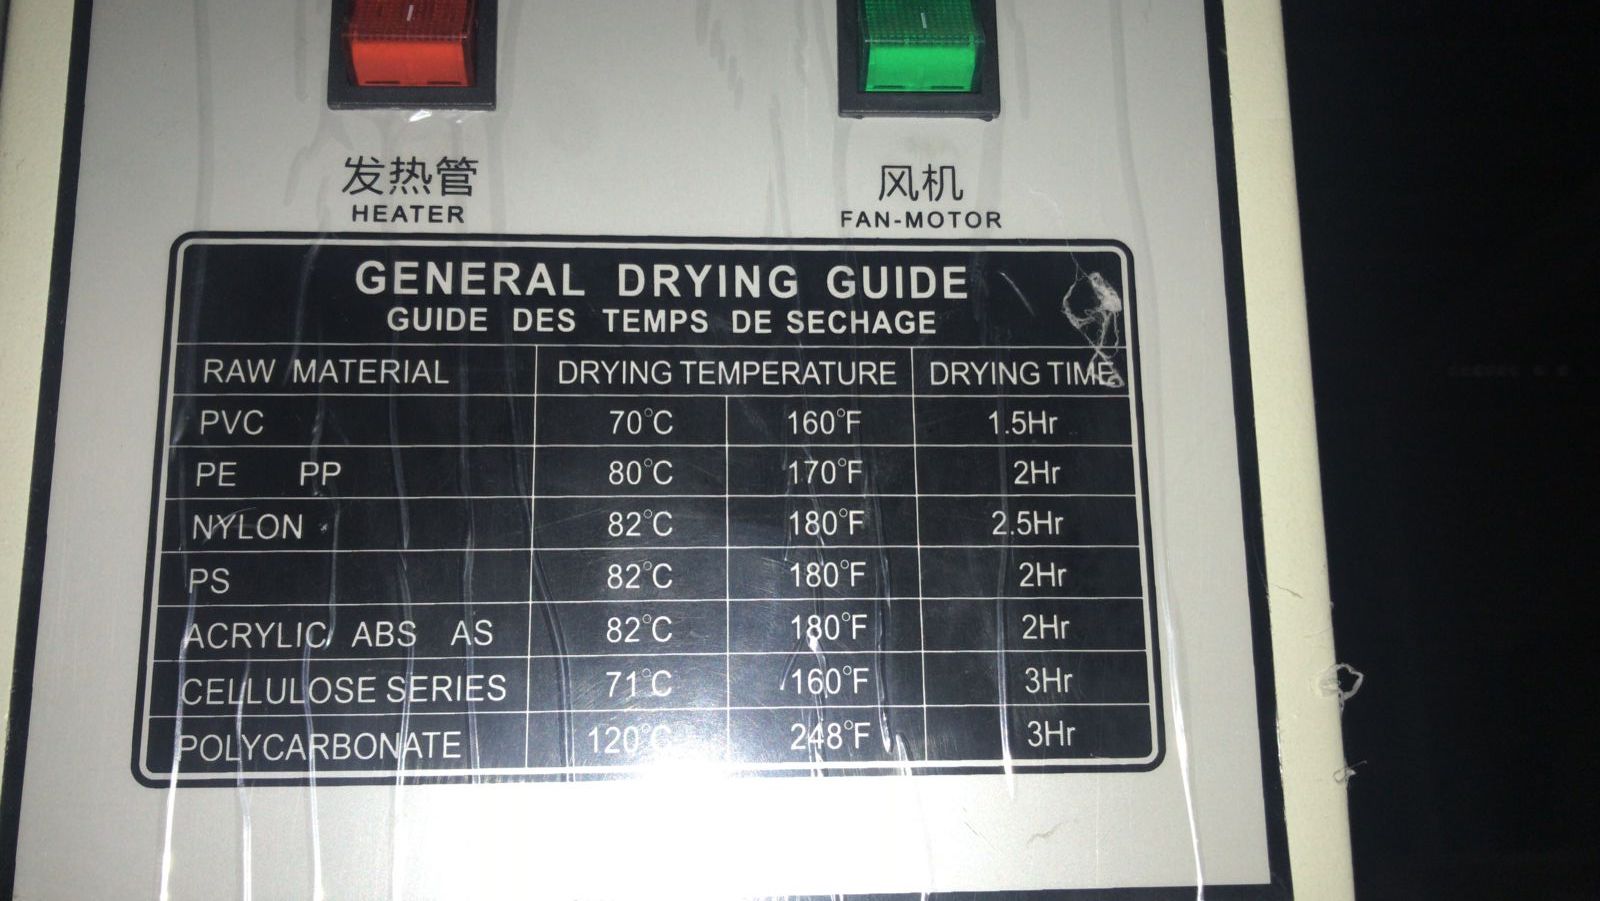 发热管
HEATER
风机
FAN-MOTOR
GENERAL DRYING GUIDE
GUIDE DES TEMPS DE SECHAGE
RAW MATERIAL DRYING TEMPERATURE DRYING TIME
PVC 70°C 160°F 1.5Hr
PE PP 80°C 170°F 2Hr
NYLON 82°C 180°F 2.5Hr
PS 82°C 180°F 2Hr
ACRYLIC ABS AS 82°C 180°F 2Hr
CELLULOSE SERIES 71°C 160°F 3Hr
POLYCARBONATE 120°C 248°F 3Hr